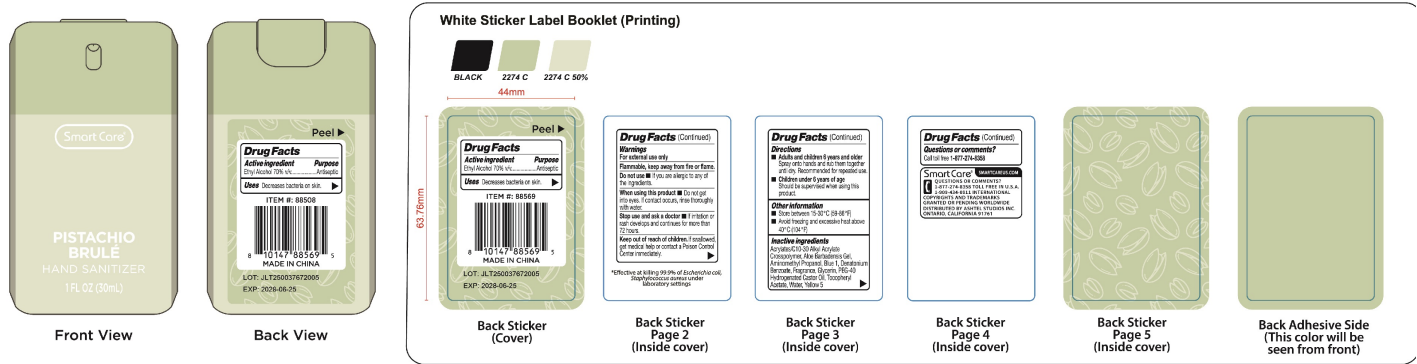 Smart Care®
PISTACHIO
BRULÉ
HAND SANITIZER
1 FL OZ (30mL)
Front View
Peel ▶
Drug Facts
Active ingredient Purpose
Ethyl Alcohol 70% v/v..............Antiseptic
Uses Decreases bacteria on skin. ▶
ITEM #: 88508
8 10147 88569 5
MADE IN CHINA
LOT: JLT250037672005
EXP: 2028-06-25
Back View
White Sticker Label Booklet (Printing)
BLACK
2274 C
2274 C 50%
44mm
63.76mm
Peel ▶
Drug Facts
Active ingredient Purpose
Ethyl Alcohol 70% v/v..............Antiseptic
Uses Decreases bacteria on skin. ▶
ITEM #: 88569
8 10147 88569 5
MADE IN CHINA
LOT: JLT250037672005
EXP: 2028-06-25
Back Sticker
(Cover)
Drug Facts (Continued)
Warnings
For external use only
Flammable, keep away from fire or flame.
Do not use ■ if you are allergic to any of
the ingredients.
When using this product ■ Do not get
into eyes. If contact occurs, rinse thoroughly
with water.
Stop use and ask a doctor ■ If irritation or
rash develops and continues for more than
72 hours.
Keep out of reach of children. If swallowed,
get medical help or contact a Poison Control
Center immediately. ▶
*Effective at killing 99.9% of Escherichia coli,
Staphylococcus aureus under
laboratory settings
Back Sticker
Page 2
(Inside cover)
Drug Facts (Continued)
Directions
■ Adults and children 6 years and older
Spray onto hands and rub them together
until dry. Recommended for repeated use.
■ Children under 6 years of age
Should be supervised when using this
product.
Other information
■ Store between 15-30°C (59-86°F)
■ Avoid freezing and excessive heat above
40°C (104°F)
Inactive ingredients
Acrylates/C10-30 Alkyl Acrylate
Crosspolymer, Aloe Barbadensis Gel,
Aminomethyl Propanol, Blue 1, Denatonium
Benzoate, Fragrance, Glycerin, PEG-40
Hydrogenated Castor Oil, Tocopheryl
Acetate, Water, Yellow 5 ▶
Back Sticker
Page 3
(Inside cover)
Drug Facts (Continued)
Questions or comments?
Call toll free 1-877-274-8358
Smart Care® SMARTCAREUS.COM
QUESTIONS OR COMMENTS?
1-877-274-8358 TOLL FREE IN U.S.A.
1-909-434-0911 INTERNATIONAL
COPYRIGHTS AND TRADEMARKS
GRANTED OR PENDING WORLDWIDE
DISTRIBUTED BY ASHTEL STUDIOS INC
ONTARIO, CALIFORNIA 91761
Back Sticker
Page 4
(Inside cover)
Back Sticker
Page 5
(Inside cover)
Back Adhesive Side
(This color will be
seen from front)